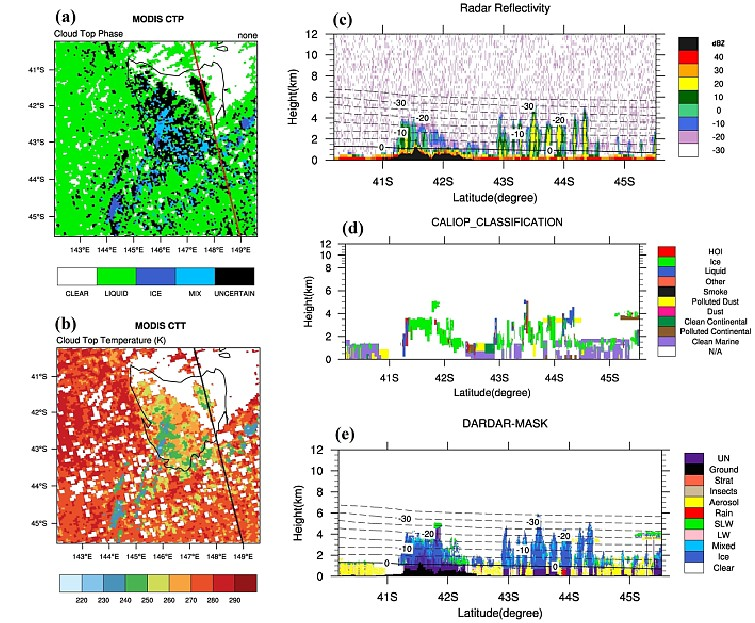 (a)
MODIS CTP
Cloud Top Phase
none
41°S
42°S
43°S
44°S
45°S
143°E 144°E 145°E 146°E 147°E 148°E 149°E
CLEAR LIQUID ICE MIX UNCERTAIN
(b)
MODIS CTT
Cloud Top Temperature (K)
41°S
42°S
43°S
44°S
45°S
143°E 144°E 145°E 146°E 147°E 148°E 149°E
220 230 240 250 260 270 280 290
(c)
Radar Reflectivity
Height(km)
12
10
8
6
4
2
0
-30
-20
-10
0
-30
-20
-10
0
41S 42S 43S 44S 45S
Latitude(degree)
dBZ
40
30
20
10
0
-10
-20
-30
(d)
CALIOP_CLASSIFICATION
Height(km)
12
10
8
6
4
2
0
41S 42S 43S 44S 45S
Latitude(degree)
HOI
Ice
Liquid
Other
Smoke
Polluted Dust
Dust
Clean Continental
Polluted Continental
Clean Marine
N/A
(e)
DARDAR-MASK
Height(km)
12
10
8
6
4
2
0
-30
-20
-10
0
-30
-20
-10
0
41S 42S 43S 44S 45S
Latitude(degree)
UN
Ground
Strat
Insects
Aerosol
Rain
SLW
LW
Mixed
Ice
Clear